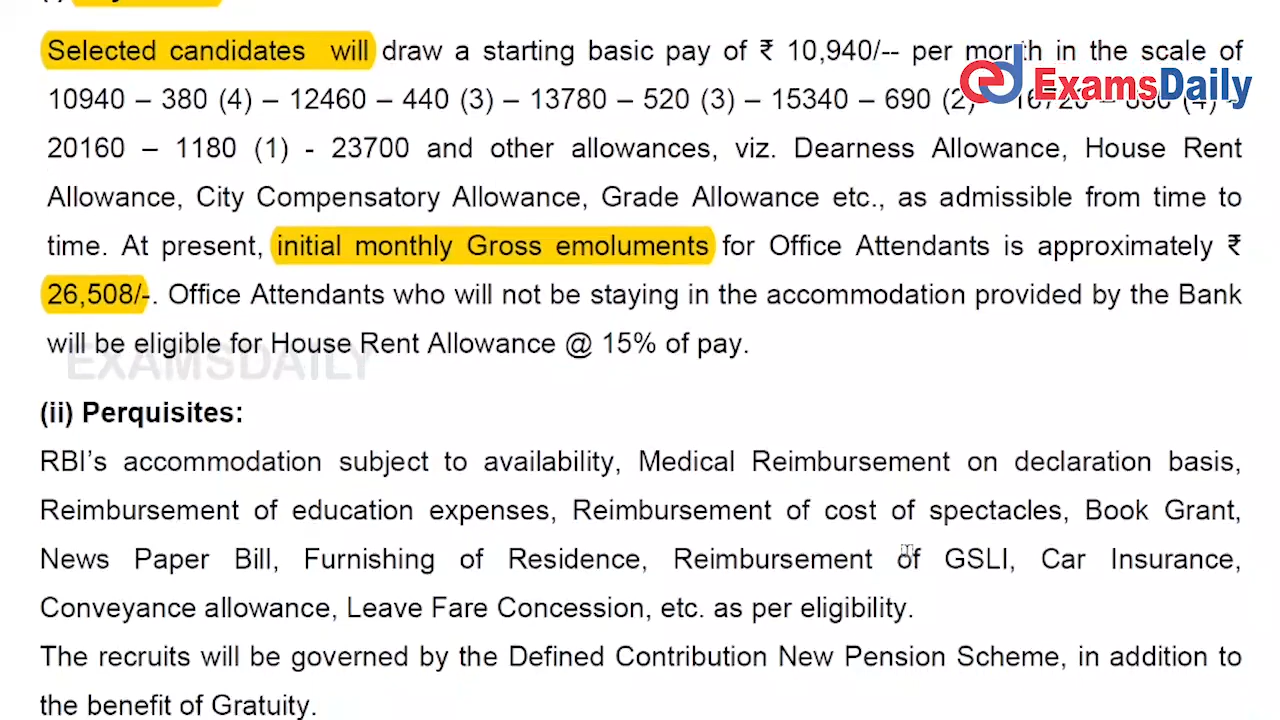 Selected candidates will draw a starting basic pay of ₹ 10,940/-- per month in the scale of
ExamsDaily
10940 – 380 (4) – 12460 – 440 (3) – 13780 – 520 (3) – 15340 – 690 (2)
20160 – 1180 (1) - 23700 and other allowances, viz. Dearness Allowance, House Rent
Allowance, City Compensatory Allowance, Grade Allowance etc., as admissible from time to
time. At present, initial monthly Gross emoluments for Office Attendants is approximately ₹
26,508/-. Office Attendants who will not be staying in the accommodation provided by the Bank
will be eligible for House Rent Allowance @ 15% of pay.
EXAMSDAILY
(ii) Perquisites:
RBI's accommodation subject to availability, Medical Reimbursement on declaration basis,
Reimbursement of education expenses, Reimbursement of cost of spectacles, Book Grant,
News Paper Bill, Furnishing of Residence, Reimbursement of GSLI, Car Insurance,
Conveyance allowance, Leave Fare Concession, etc. as per eligibility.
The recruits will be governed by the Defined Contribution New Pension Scheme, in addition to
the benefit of Gratuity.